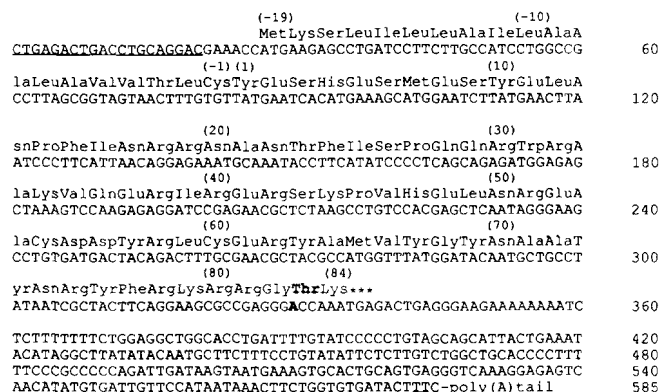 (-19) (-10)
MetLysSerLeuIleLeuLeuAlaIleLeuAlaA
CTGAGACTGACCTGCAGGACGAAACCATGAAGAGCCTGATCCTTCTTGCCATCCTGGCCG 60
(-1) (1) (10)
laLeuAlaValValThrLeuCysTyrGluSerHisGluSerMetGluSerTyrGluLeuA
CCTTAGCGGTAGTAACTTTGTGTTATGAATCACATGAAAGCATGGAATCTTATGAACTTA 120
(20) (30)
snProPheIleAsnArgArgAsnAlaAsnThrPheIleSerProGlnGlnArgTrpArgA
ATCCCTTCATTAACAGGAGAAATGCAAATACCTTCATATCCCCTCAGCAGAGATGGAGAG 180
(40) (50)
laLysValGlnGluArgIleArgGluArgSerLysProValHisGluLeuAsnArgGluA
CTAAAGTCCAAGAGAGGATCCGAGAACGCTCTAAGCCTGTCCACGAGCTCAATAGGGAAG 240
(60) (70)
laCysAspAspTyrArgLeuCysGluArgTyrAlaMetValTyrGlyTyrAsnAlaAlaT
CCTGTGATGACTACAGACTTTGCGAACGCTACGCCATGGTTTATGGATACAATGCTGCCT 300
(80) (84)
yrAsnArgTyrPheArgLysArgArgGlyThrLys***
ATAATCGCTACTTCAGGAAGCGCCGAGGGACCAAATGAGACTGAGGGAAGAAAAAAAATC 360
TCTTTTTTTCTGGAGGCTGGCACCTGATTTTGTATCCCCCTGTAGCAGCATTACTGAAAT 420
ACATAGGCTTATATACAATGCTTCTTTCCTGTATATTCTCTTGTCTGGCTGCACCCCTTT 480
TTCCCGCCCCCAGATTGATAAGTAATGAAAGTGCACTGCAGTGAGGGTCAAAGGAGAGTC 540
AACATATGTGATTGTTCCATAATAAACTTCTGGTGTGATACTTTC-poly(A)tail 585